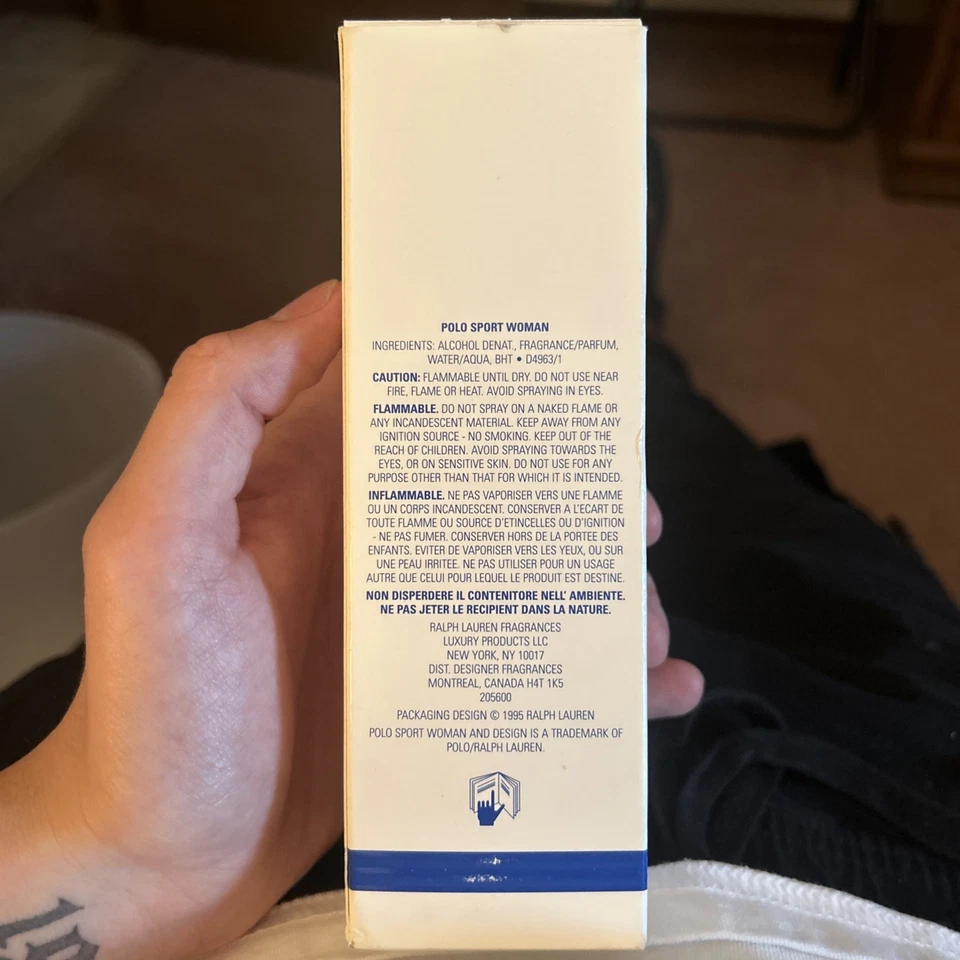 POLO SPORT WOMAN
INGREDIENTS: ALCOHOL DENAT., FRAGRANCE/PARFUM,
WATER/AQUA, BHT • D4963/1
CAUTION: FLAMMABLE UNTIL DRY. DO NOT USE NEAR
FIRE, FLAME OR HEAT. AVOID SPRAYING IN EYES.
FLAMMABLE. DO NOT SPRAY ON A NAKED FLAME OR
ANY INCANDESCENT MATERIAL. KEEP AWAY FROM ANY
IGNITION SOURCE - NO SMOKING. KEEP OUT OF THE
REACH OF CHILDREN. AVOID SPRAYING TOWARDS THE
EYES, OR ON SENSITIVE SKIN. DO NOT USE FOR ANY
PURPOSE OTHER THAN THAT FOR WHICH IT IS INTENDED.
INFLAMMABLE. NE PAS VAPORISER VERS UNE FLAMME
OU UN CORPS INCANDESCENT. CONSERVER A L'ECART DE
TOUTE FLAMME OU SOURCE D'ETINCELLES OU D'IGNITION
- NE PAS FUMER. CONSERVER HORS DE LA PORTEE DES
ENFANTS. EVITER DE VAPORISER VERS LES YEUX, OU SUR
UNE PEAU IRRITEE. NE PAS UTILISER POUR UN USAGE
AUTRE QUE CELUI POUR LEQUEL LE PRODUIT EST DESTINE.
NON DISPERDERE IL CONTENITORE NELL' AMBIENTE.
NE PAS JETER LE RECIPIENT DANS LA NATURE.
RALPH LAUREN FRAGRANCES
LUXURY PRODUCTS LLC
NEW YORK, NY 10017
DIST. DESIGNER FRAGRANCES
MONTREAL, CANADA H4T 1K5
205600
PACKAGING DESIGN © 1995 RALPH LAUREN
POLO SPORT WOMAN AND DESIGN IS A TRADEMARK OF
POLO/RALPH LAUREN.